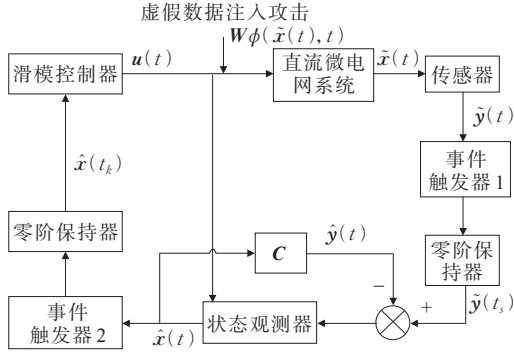 虚假数据注入攻击
Wϕ(x̃(t), t)
滑模控制器
u(t)
直流微电
网系统
x̃(t)
传感器
ỹ(t)
x̂(t_k)
事件
触发器1
零阶保持器
C
ŷ(t)
零阶保
持器
−
+
ỹ(t_s)
事件
触发器2
x̂(t)
状态观测器